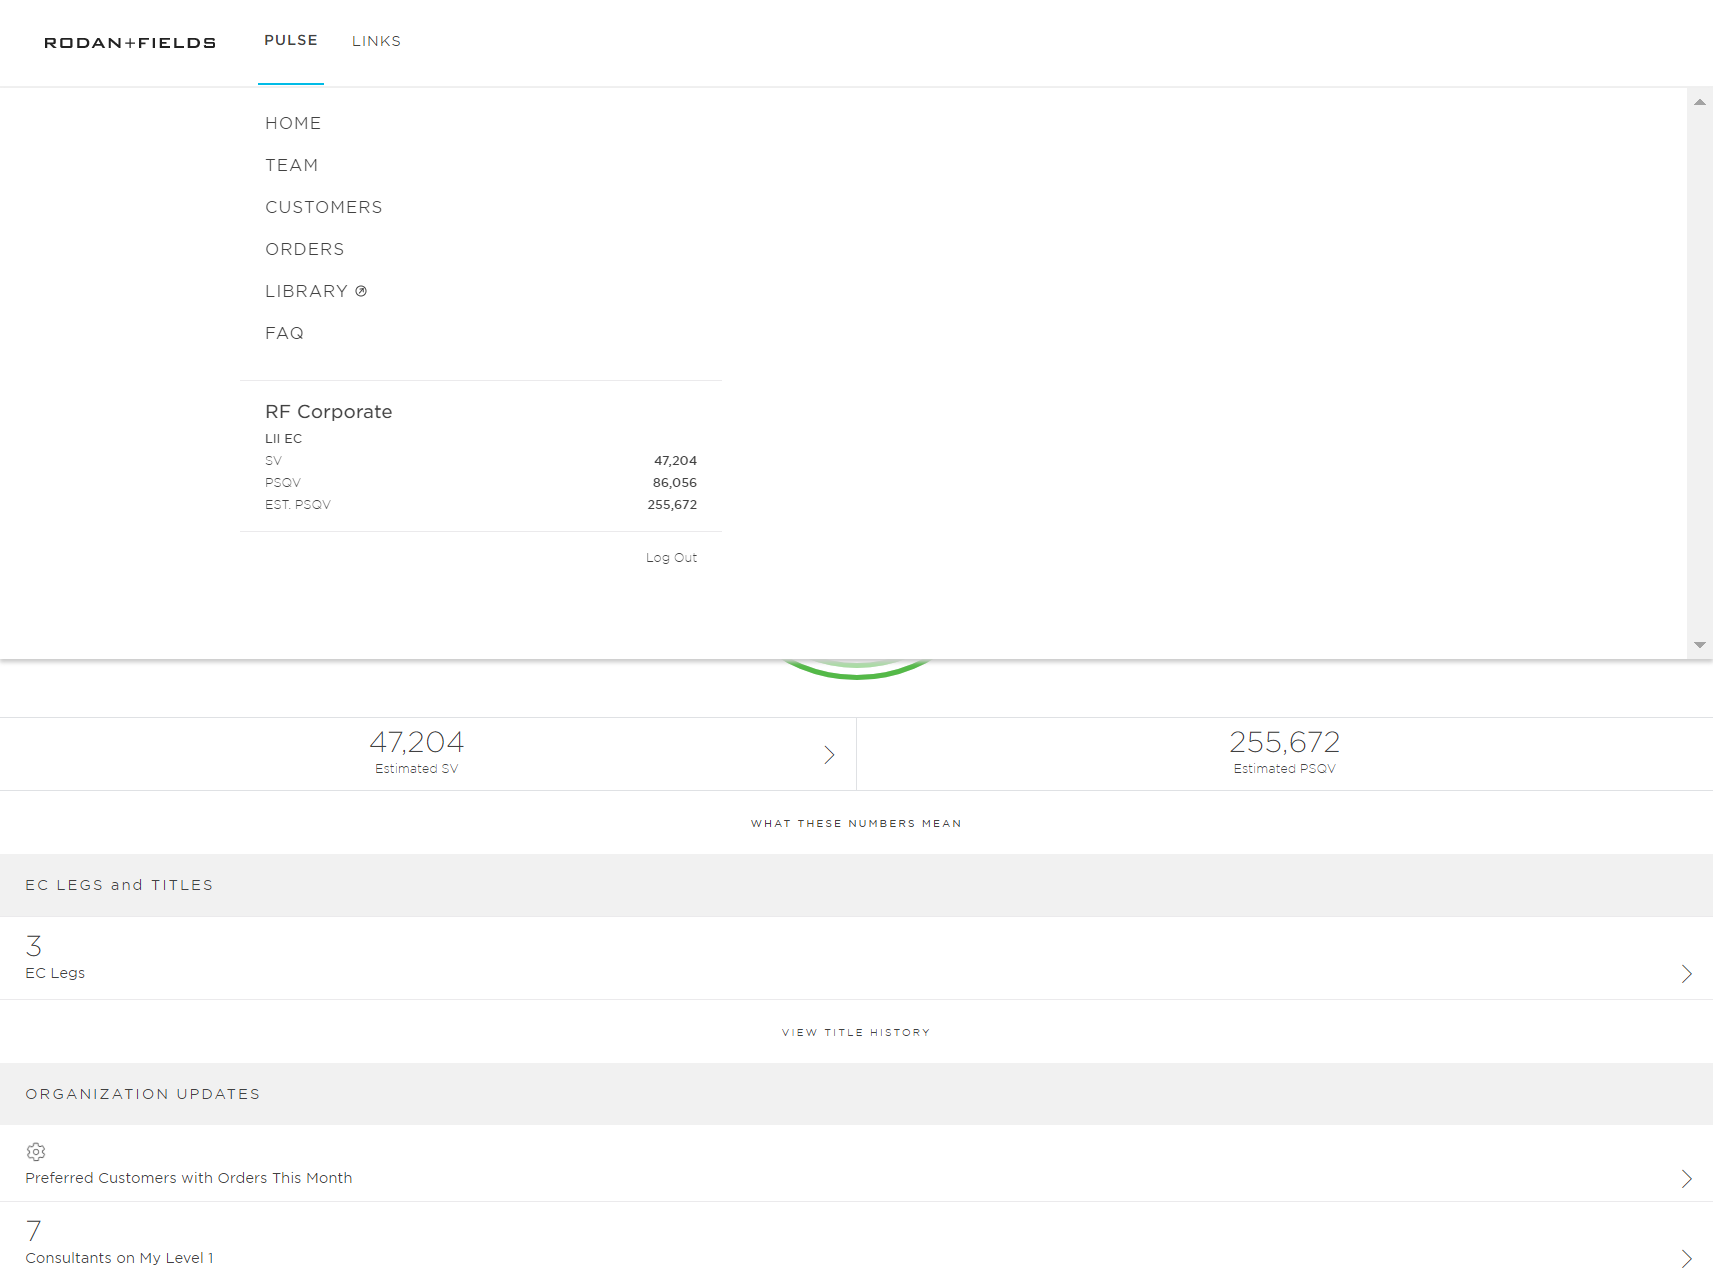 RODAN+FIELDS PULSE LINKS
HOME
TEAM
CUSTOMERS
ORDERS
LIBRARY
FAQ
RF Corporate
LII EC
SV 47,204
PSQV 86,056
EST. PSQV 255,672
Log Out
47,204 255,672
Estimated SV Estimated PSQV
WHAT THESE NUMBERS MEAN
EC LEGS and TITLES
3
EC Legs
VIEW TITLE HISTORY
ORGANIZATION UPDATES
Preferred Customers with Orders This Month
7
Consultants on My Level 1